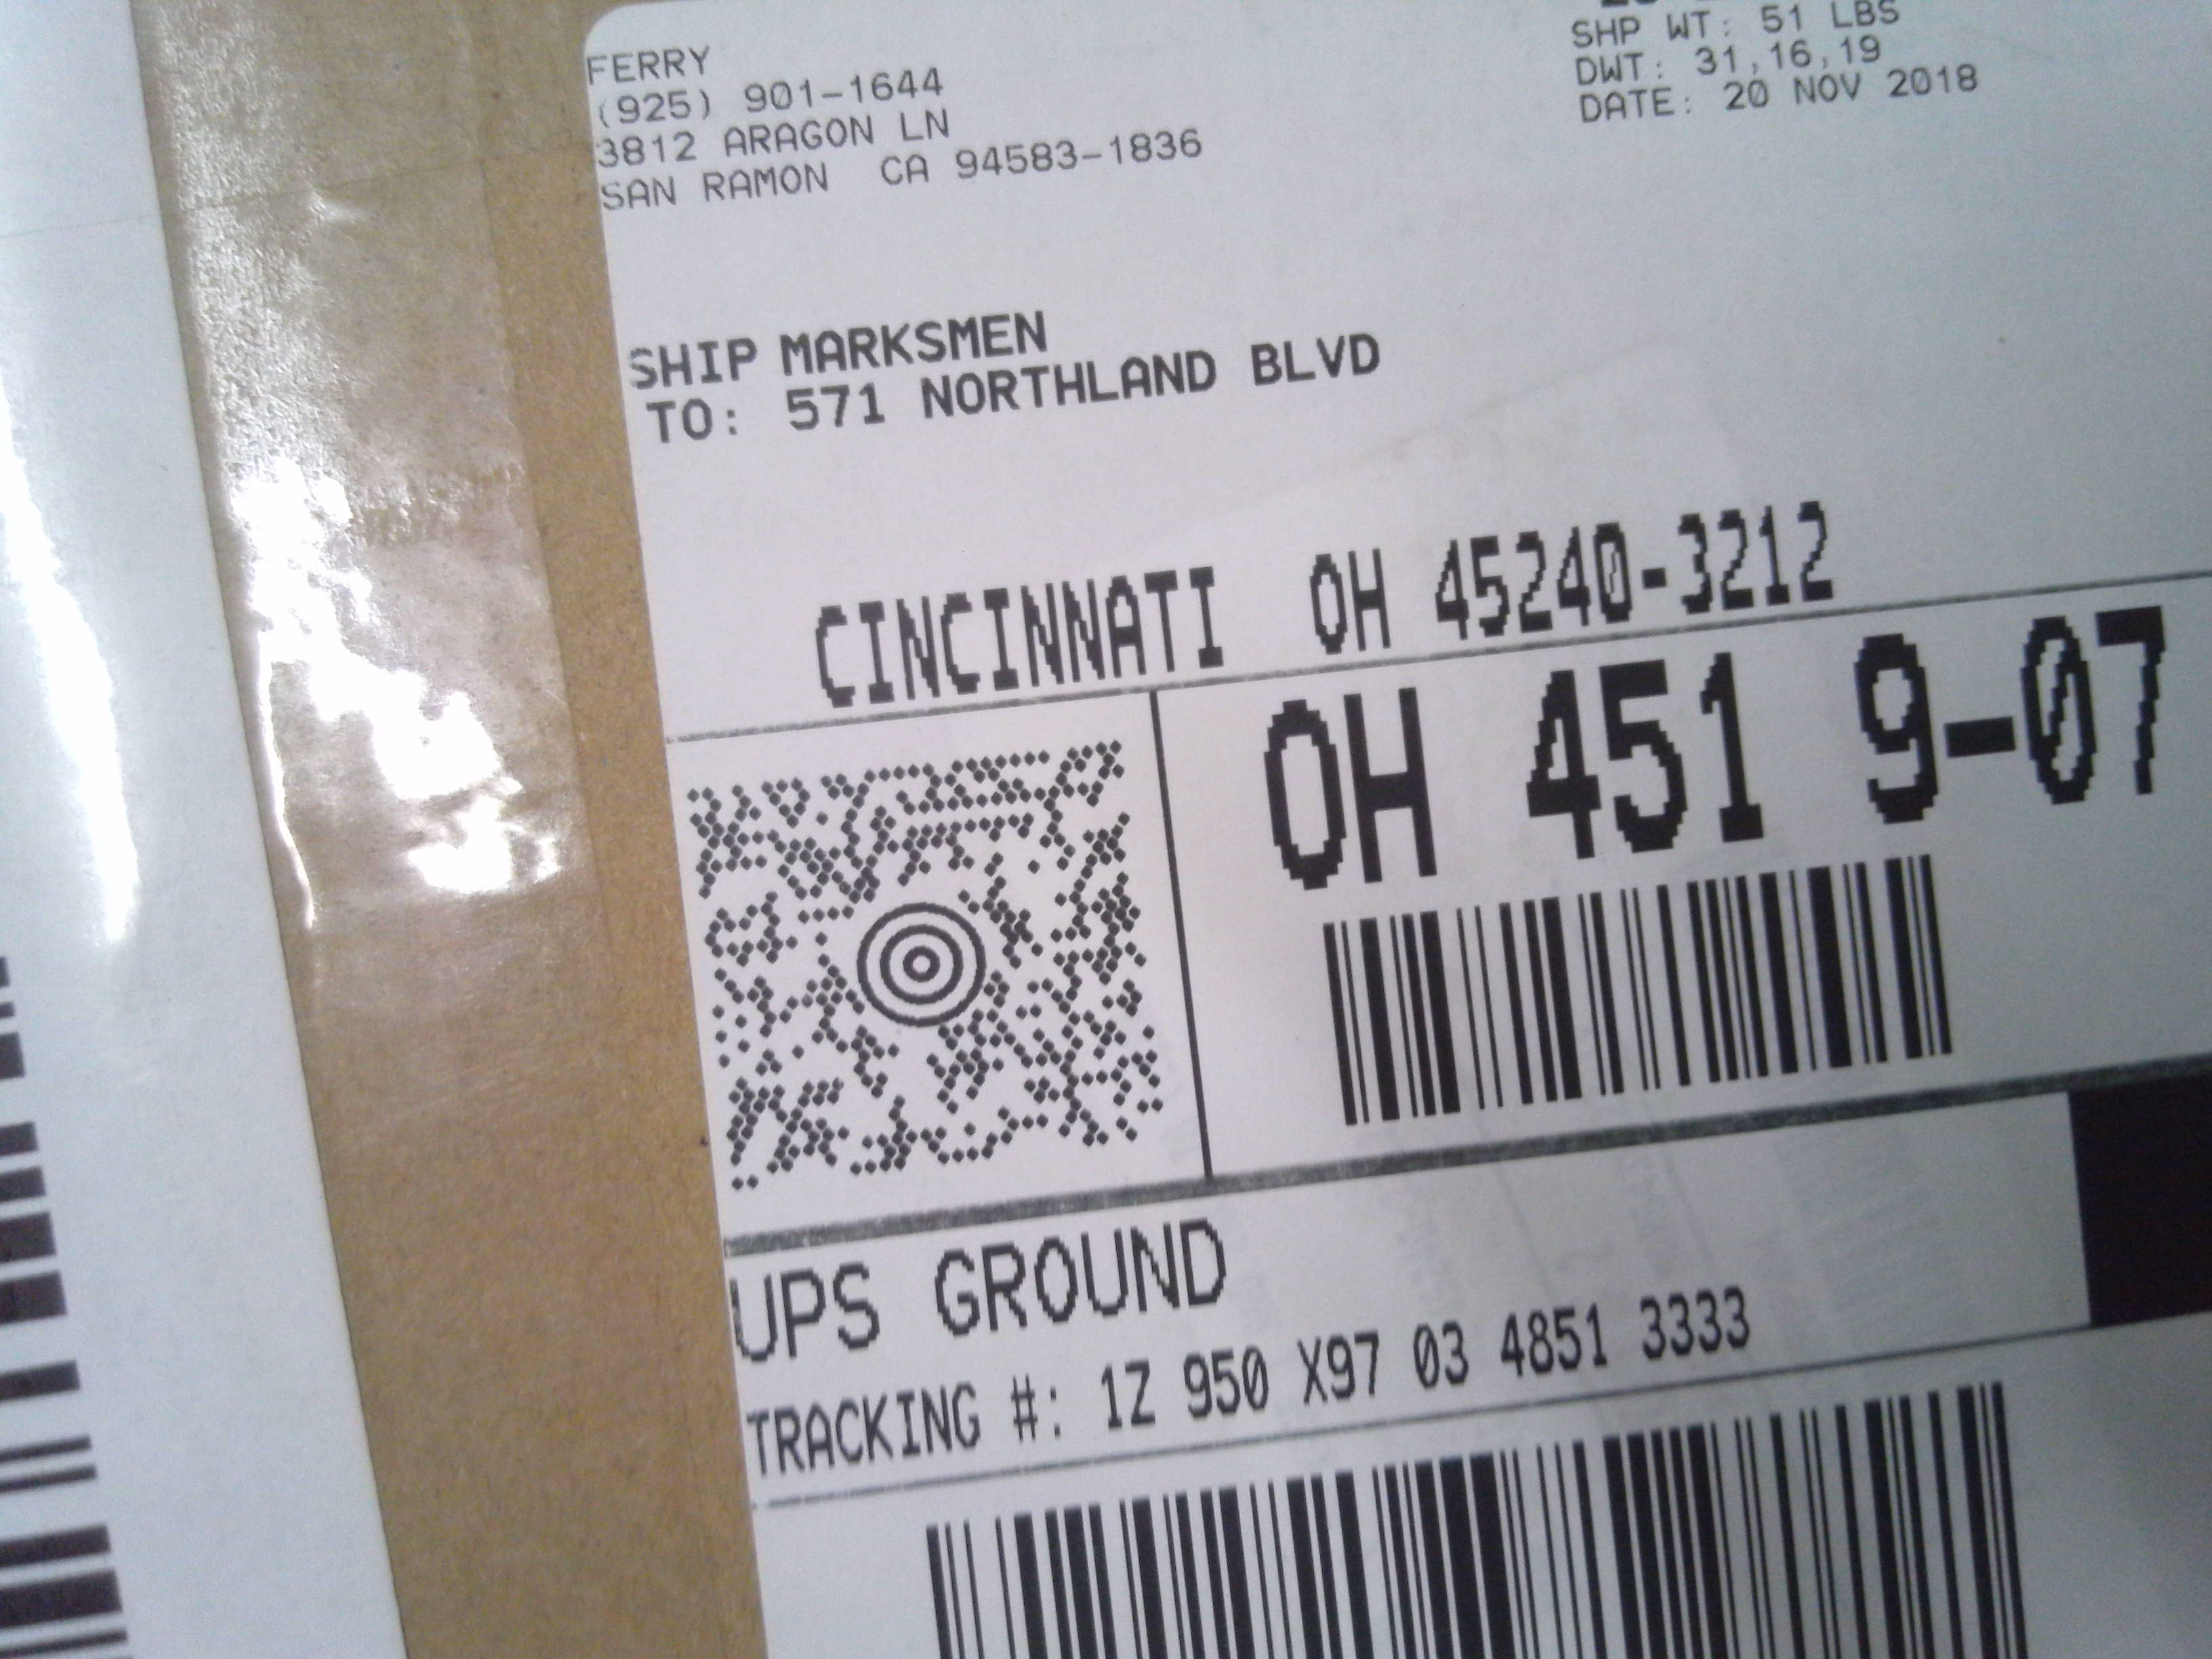 FERRY
(925) 901-1644
3812 ARAGON LN
SAN RAMON CA 94583-1836
SHP WT: 51 LBS
DWT: 31,16,19
DATE: 20 NOV 2018
SHIP MARKSMEN
TO: 571 NORTHLAND BLVD
CINCINNATI OH 45240-3212
OH 451 9-07
UPS GROUND
TRACKING #: 1Z 950 X97 03 4851 3333